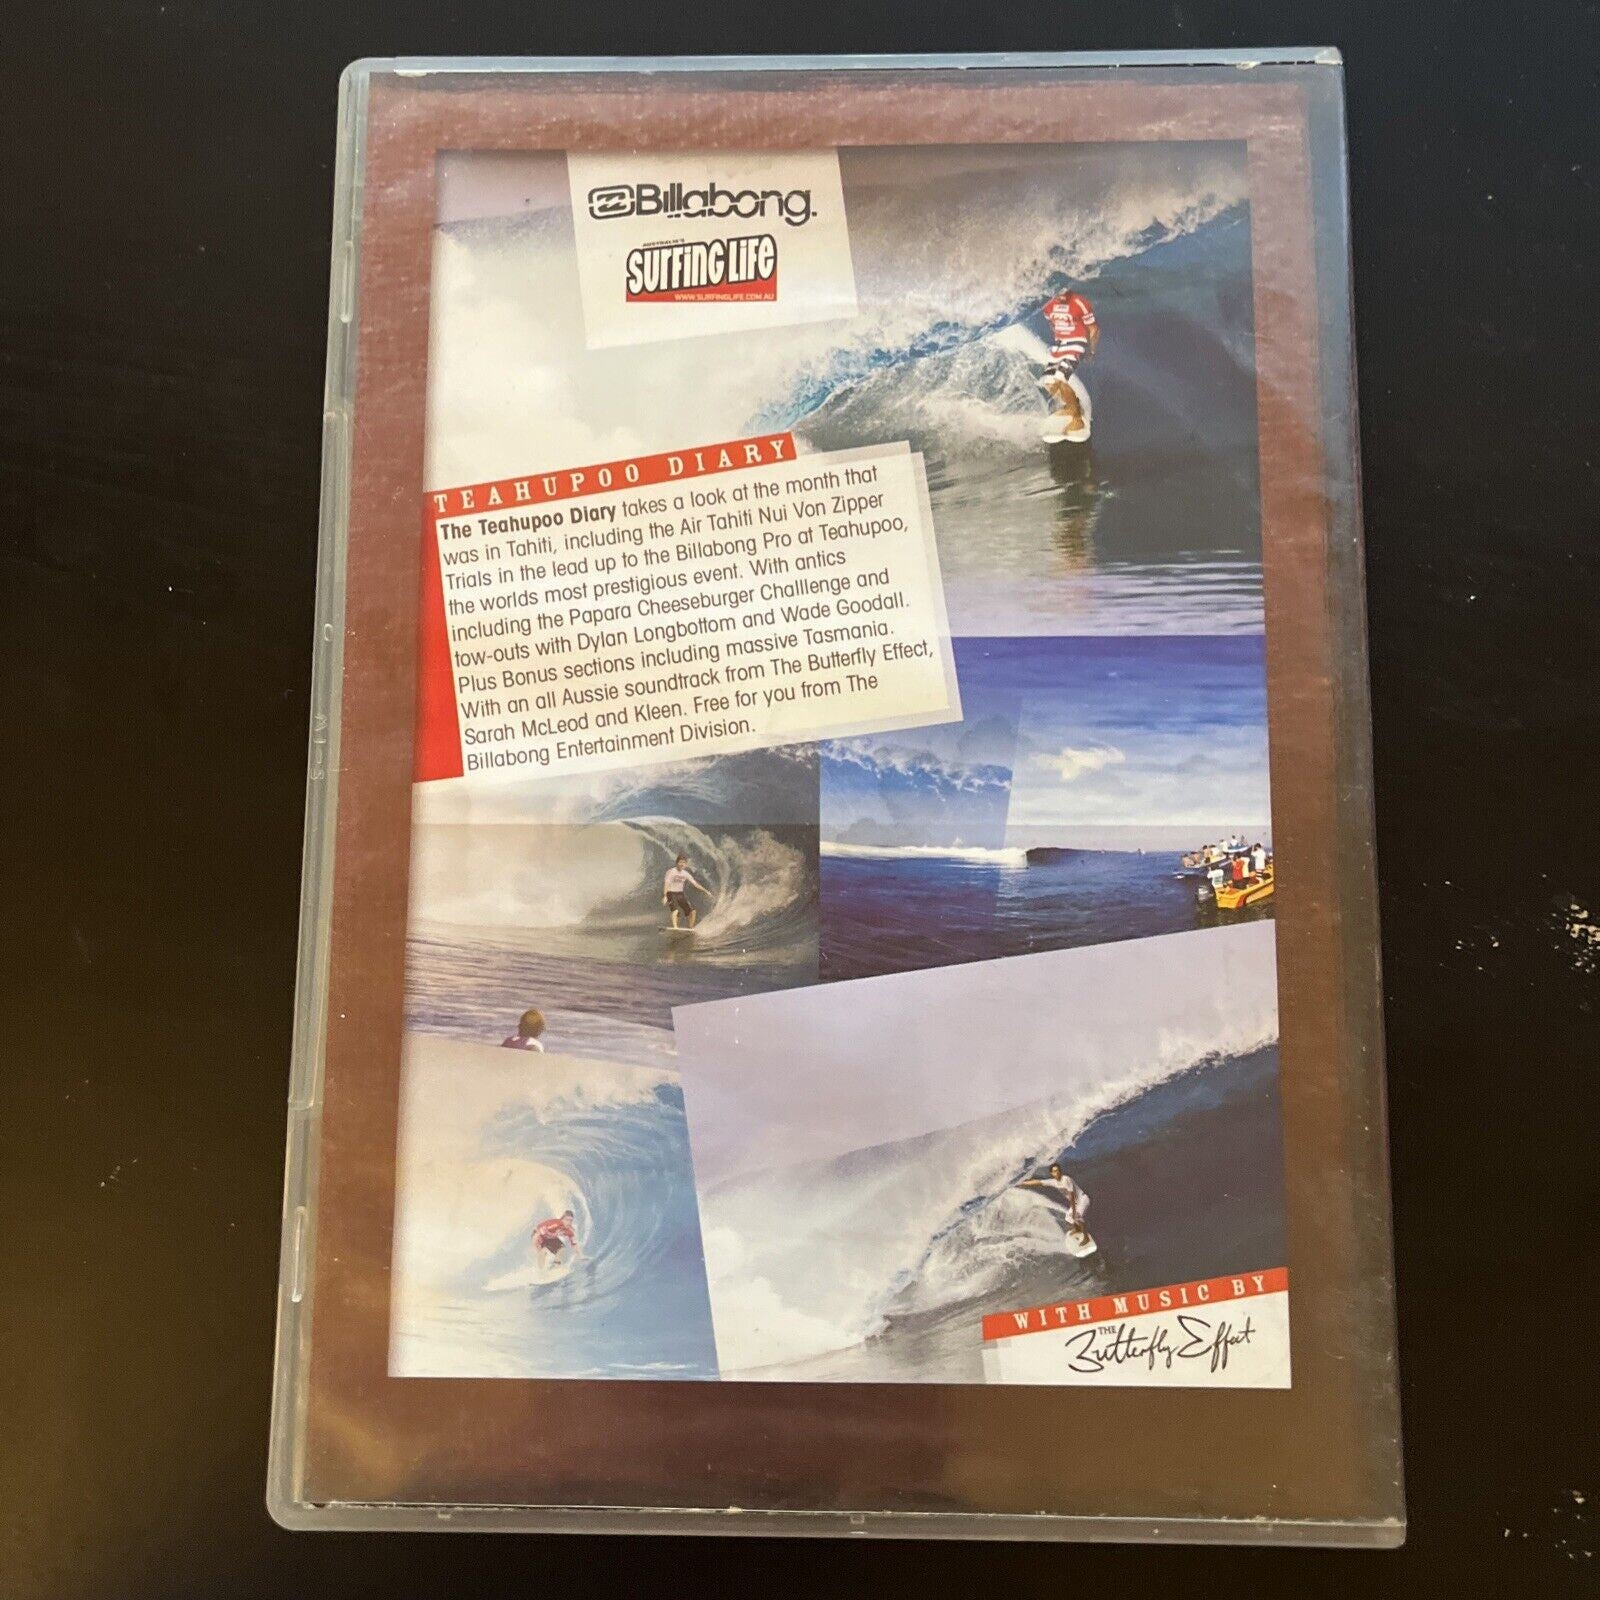 Billabong.
AUSTRALIA'S
SURFING LIFE
WWW.SURFINGLIFE.COM.AU
TEAHUPOO DIARY
The Teahupoo Diary takes a look at the month that
was in Tahiti, including the Air Tahiti Nui Von Zipper
Trials in the lead up to the Billabong Pro at Teahupoo,
the worlds most prestigious event. With antics
including the Papara Cheeseburger Challlenge and
tow-outs with Dylan Longbottom and Wade Goodall.
Plus Bonus sections including massive Tasmania.
With an all Aussie soundtrack from The Butterfly Effect,
Sarah McLeod and Kleen. Free for you from The
Billabong Entertainment Division.
WITH MUSIC BY
THE
Butterfly Effect